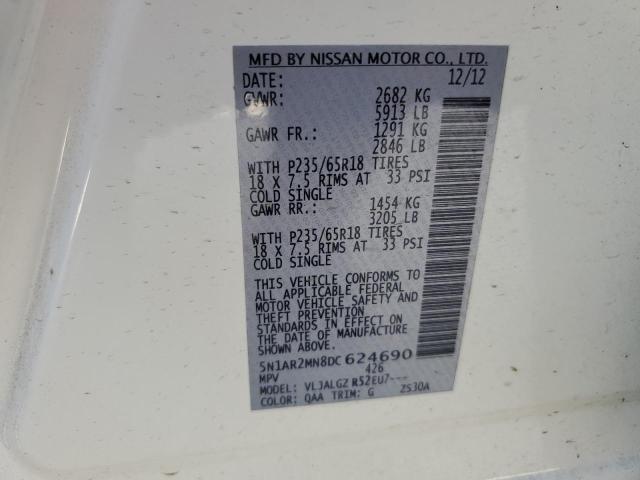 MFD BY NISSAN MOTOR CO., LTD.
DATE: 12/12
GVWR: 2682 KG
5913 LB
GAWR FR.: 1291 KG
2846 LB
WITH P235/65R18 TIRES
18 X 7.5 RIMS AT 33 PSI
COLD SINGLE
GAWR RR.: 1454 KG
3205 LB
WITH P235/65R18 TIRES
18 X 7.5 RIMS AT 33 PSI
COLD SINGLE
THIS VEHICLE CONFORMS TO
ALL APPLICABLE FEDERAL
MOTOR VEHICLE SAFETY AND
THEFT PREVENTION
STANDARDS IN EFFECT ON
THE DATE OF MANUFACTURE
SHOWN ABOVE.
5N1AR2MN8DC624690
MPV 426
MODEL: VLJALGZ R52EU7---
COLOR: QAA TRIM: G ZS30A